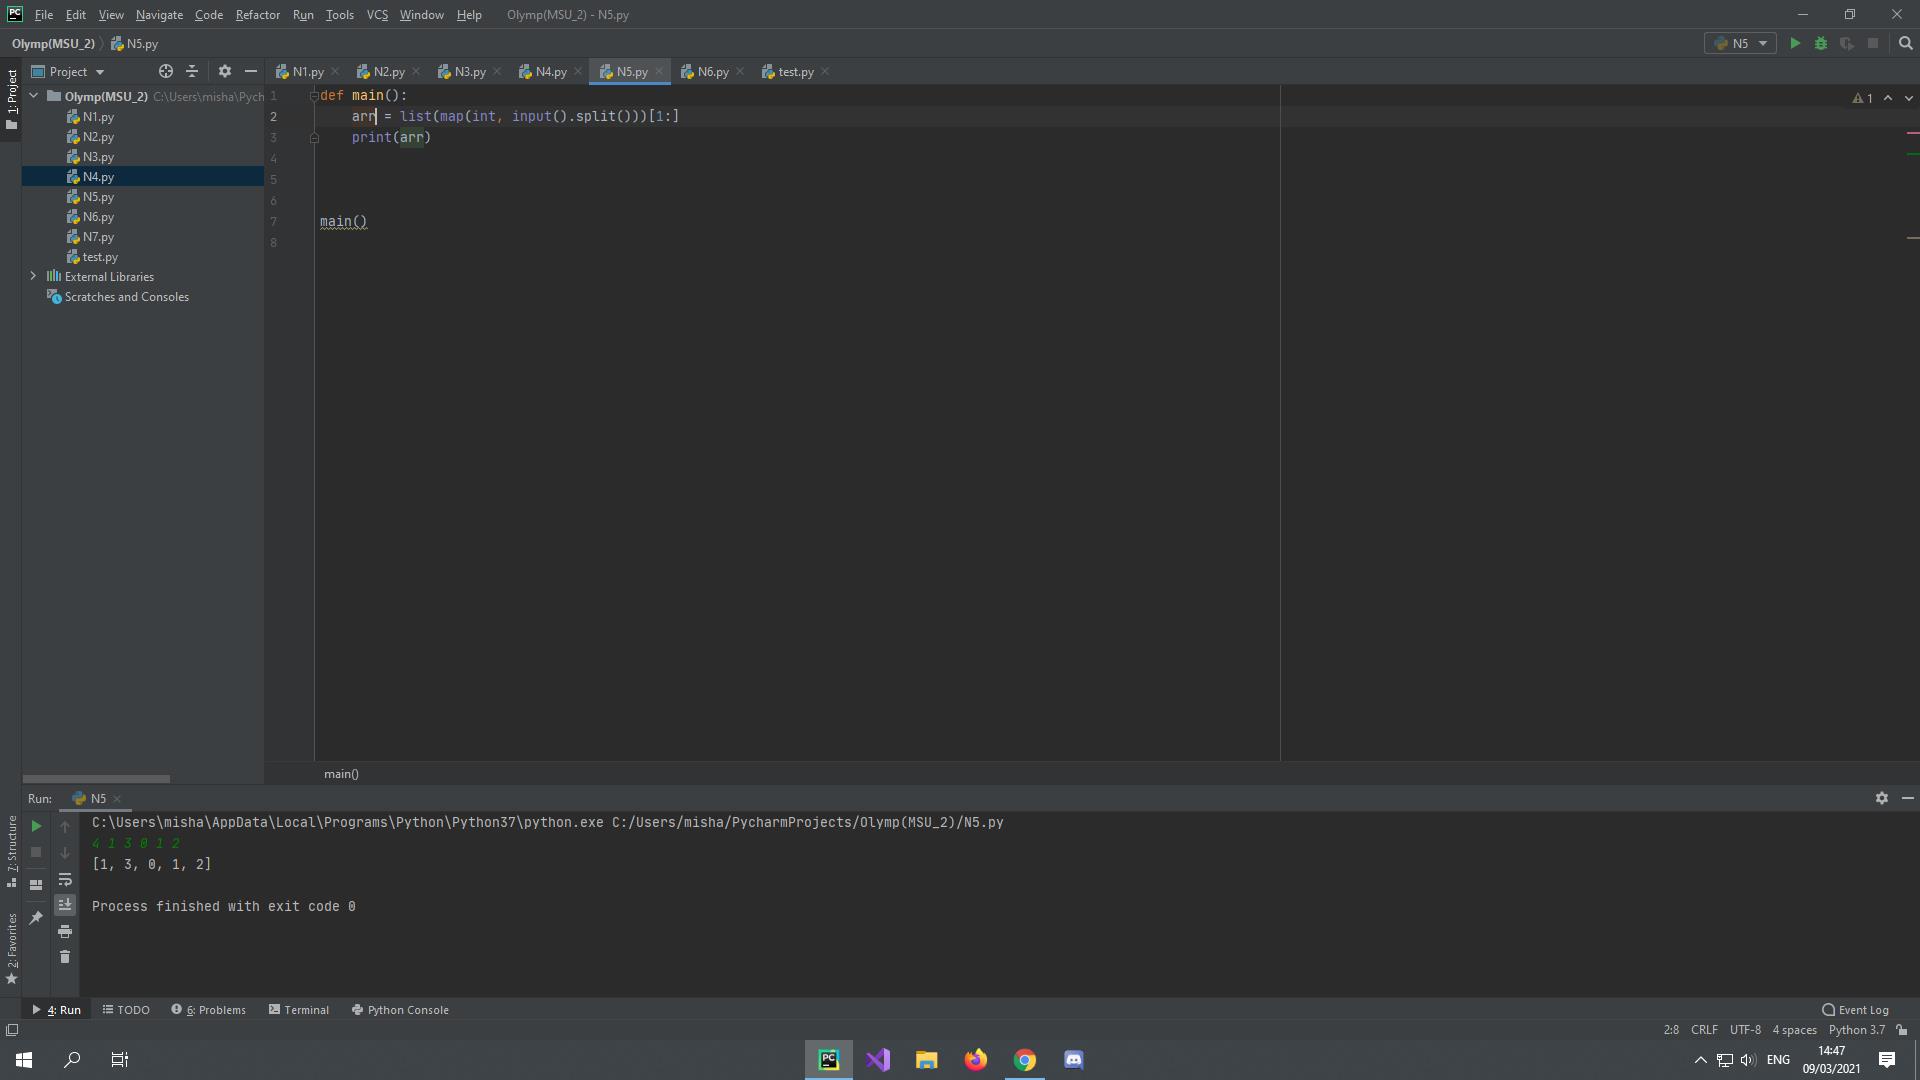 File Edit View Navigate Code Refactor Run Tools VCS Window Help Olymp(MSU_2) - N5.py
Olymp(MSU_2) N5.py N5
Project N1.py N2.py N3.py N4.py N5.py N6.py test.py
1: Project
Olymp(MSU_2) C:\Users\misha\Pych
N1.py
N2.py
N3.py
N4.py
N5.py
N6.py
N7.py
test.py
External Libraries
Scratches and Consoles
1 def main():
2 arr = list(map(int, input().split()))[1:]
3 print(arr)
4
5
6
7 main()
8
1
main()
Run: N5
C:\Users\misha\AppData\Local\Programs\Python\Python37\python.exe C:/Users/misha/PycharmProjects/Olymp(MSU_2)/N5.py
4 1 3 0 1 2
[1, 3, 0, 1, 2]
Process finished with exit code 0
7: Structure
2: Favorites
4: Run TODO 6: Problems Terminal Python Console Event Log
2:8 CRLF UTF-8 4 spaces Python 3.7
PC ENG 14:47
09/03/2021